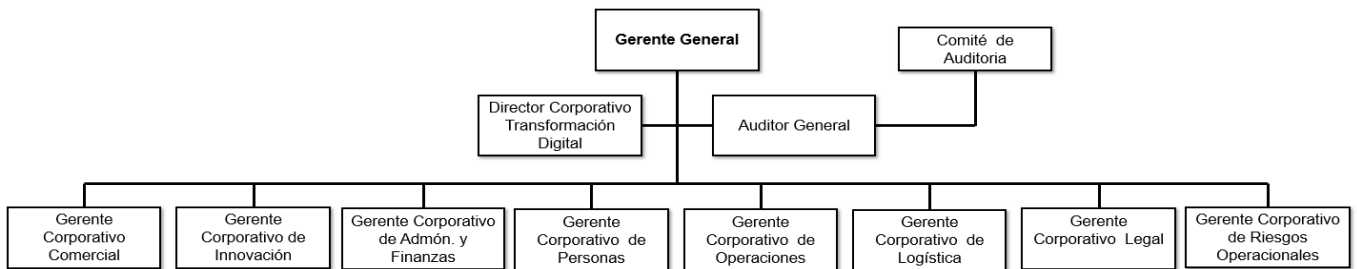 Gerente General
Comité de
Auditoria
Director Corporativo
Transformación
Digital
Auditor General
Gerente
Corporativo
Comercial
Gerente
Corporativo de
Innovación
Gerente Corporativo
de Admón. y
Finanzas
Gerente
Corporativo de
Personas
Gerente
Corporativo de
Operaciones
Gerente
Corporativo de
Logística
Gerente
Corporativo Legal
Gerente Corporativo
de Riesgos
Operacionales